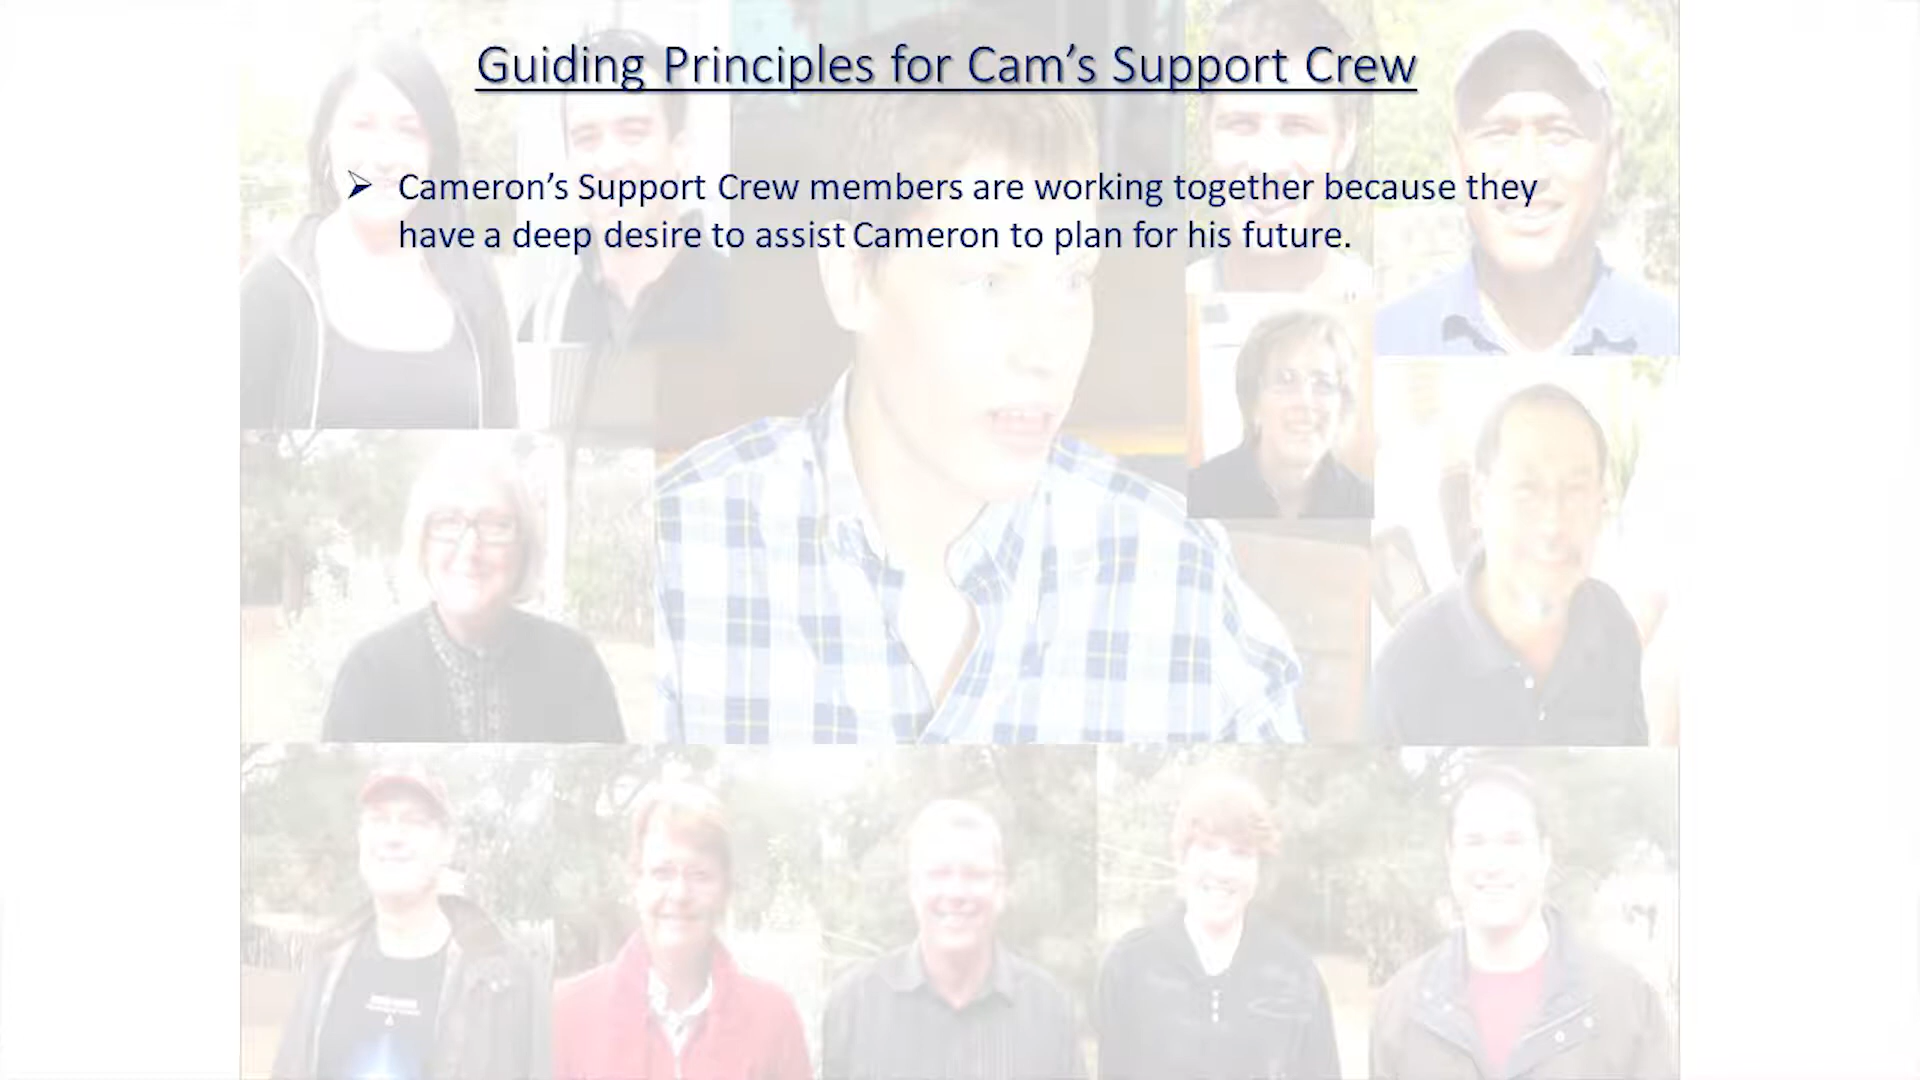 Guiding Principles for Cam’s Support Crew
➢ Cameron’s Support Crew members are working together because they
have a deep desire to assist Cameron to plan for his future.